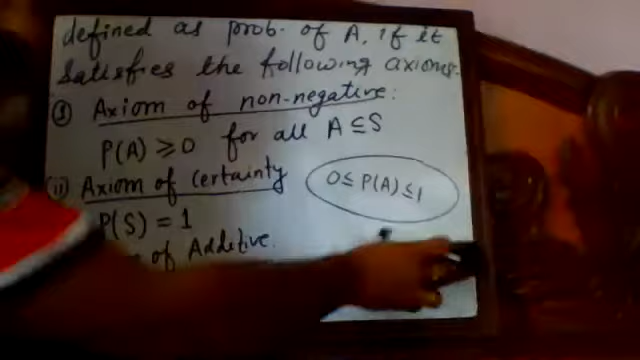 defined as prob. of A, if it
satisfies the following axioms.
(i) Axiom of non-negative:
P(A) ⩾ 0 for all A ⊆ S
(ii) Axiom of certainty
0 ≤ P(A) ≤ 1
P(S) = 1
of Additive.